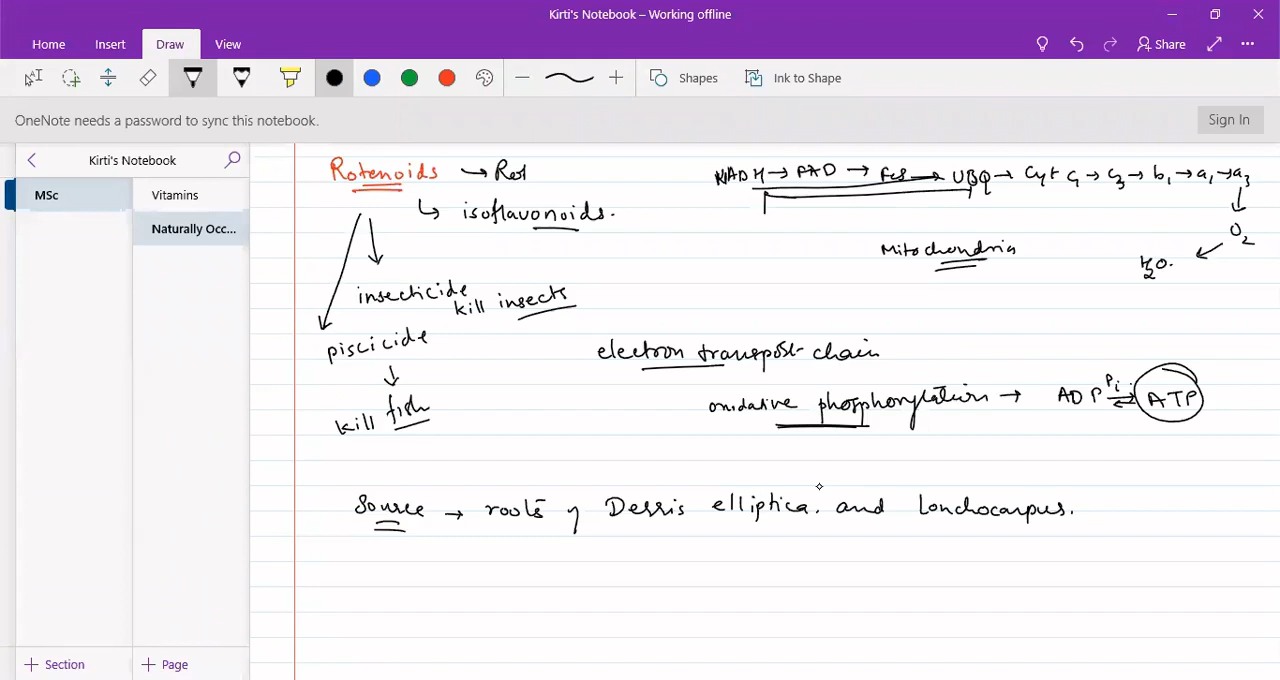 Kirti's Notebook – Working offline
Home Insert Draw View
Share
Shapes Ink to Shape
OneNote needs a password to sync this notebook.
Sign In
Kirti's Notebook
MSc
Vitamins
Naturally Occ...
Rotenoids → Rot
↳ isoflavonoids.
NADH → FAD → FeS → UBQ → Cyt C1 → C3 → b1 → a1 → a3
O2
H2O.
Mitochondria
insecticide
kill insects
piscicide
kill fish
electron transport chain
oxidative phosphorylation → ADP Pi ⇌ ATP
Source → roots of Derris elliptica. and Lonchocarpus.
+ Section + Page